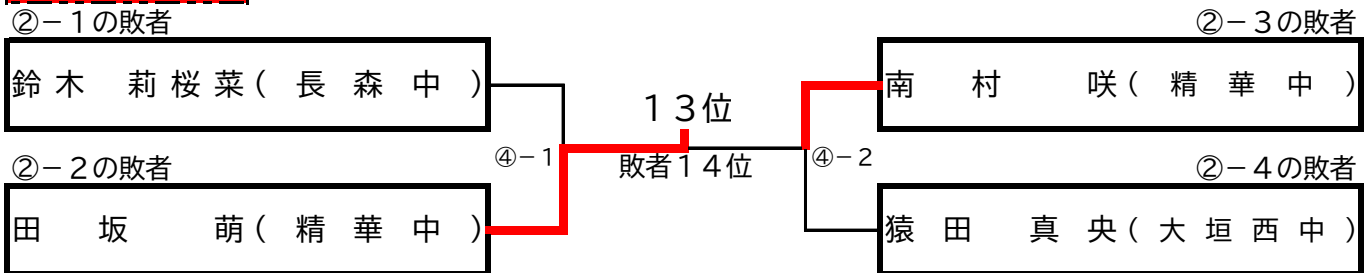 ②－１の敗者
②－３の敗者
鈴木 莉桜菜(長森中)
１３位
南村 咲(精華中)
④－１
敗者１４位
④－２
②－２の敗者
②－４の敗者
田坂 萌(精華中)
猿田 真央(大垣西中)